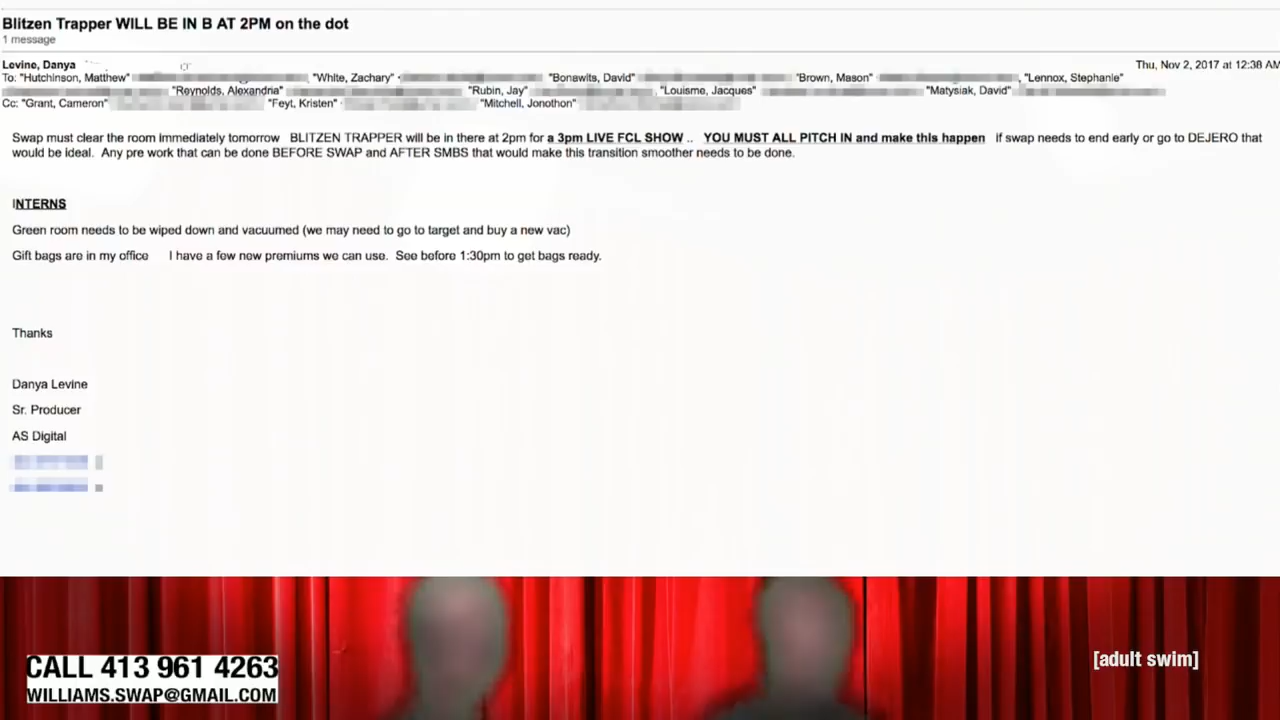 Blitzen Trapper WILL BE IN B AT 2PM on the dot
1 message
Levine, Danya
Thu, Nov 2, 2017 at 12:38 AM
To: "Hutchinson, Matthew" , "White, Zachary" "Bonawits, David" "Brown, Mason" , "Lennox, Stephanie"
"Reynolds, Alexandria" "Rubin, Jay" , "Louisme, Jacques" "Matysiak, David"
Cc: "Grant, Cameron" "Feyt, Kristen" "Mitchell, Jonothon"
Swap must clear the room immediately tomorrow BLITZEN TRAPPER will be in there at 2pm for a 3pm LIVE FCL SHOW .. YOU MUST ALL PITCH IN and make this happen If swap needs to end early or go to DEJERO that
would be ideal. Any pre work that can be done BEFORE SWAP and AFTER SMBS that would make this transition smoother needs to be done.
INTERNS
Green room needs to be wiped down and vacuumed (we may need to go to target and buy a new vac)
Gift bags are in my office I have a few new premiums we can use. See before 1:30pm to get bags ready.
Thanks
Danya Levine
Sr. Producer
AS Digital
CALL 413 961 4263
WILLIAMS.SWAP@GMAIL.COM
[adult swim]